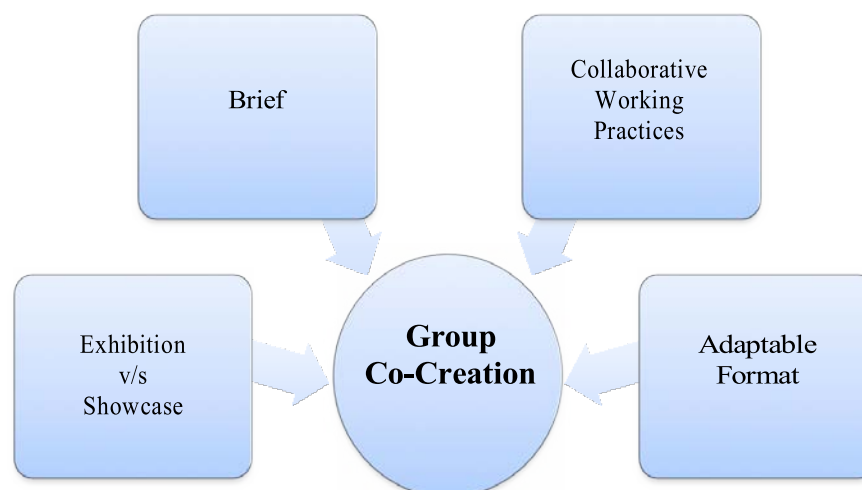 Brief
Collaborative
Working
Practices
Exhibition
v/s
Showcase
Group
Co-Creation
Adaptable
Format